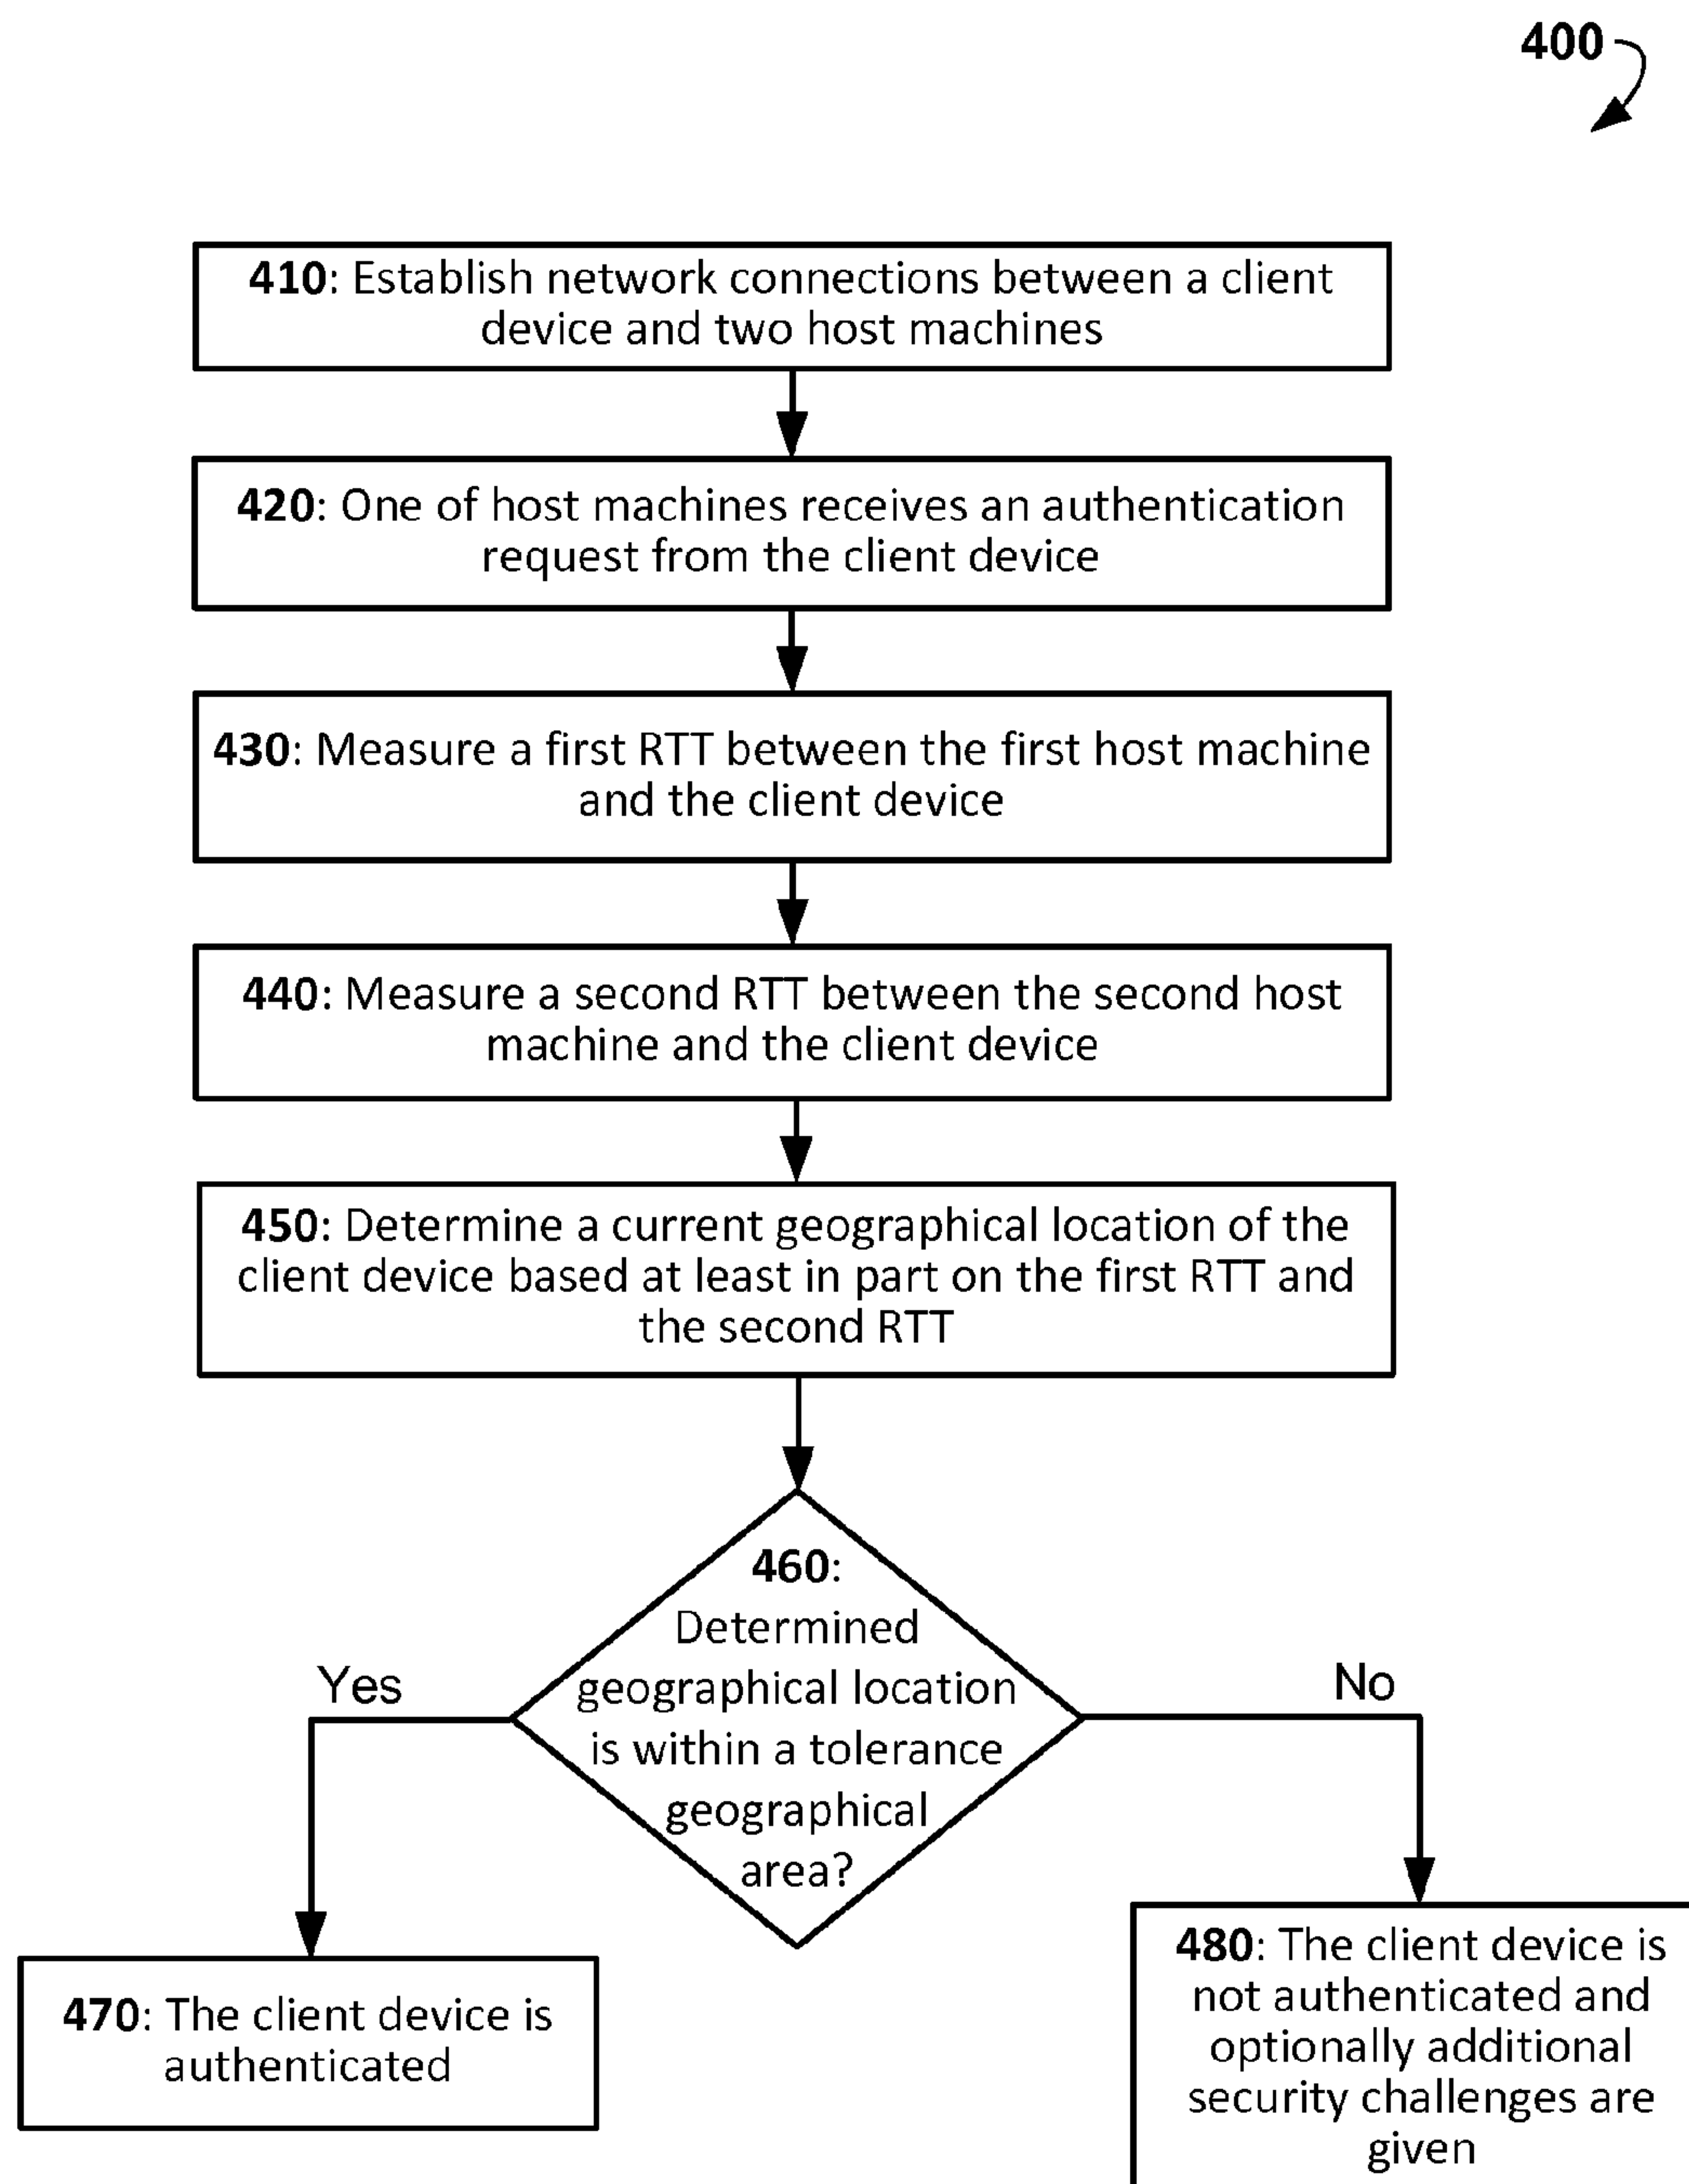 400
410: Establish network connections between a client
device and two host machines
420: One of host machines receives an authentication
request from the client device
430: Measure a first RTT between the first host machine
and the client device
440: Measure a second RTT between the second host
machine and the client device
450: Determine a current geographical location of the
client device based at least in part on the first RTT and
the second RTT
460:
Determined
geographical location
is within a tolerance
geographical
area?
Yes
No
470: The client device is
authenticated
480: The client device is
not authenticated and
optionally additional
security challenges are
given